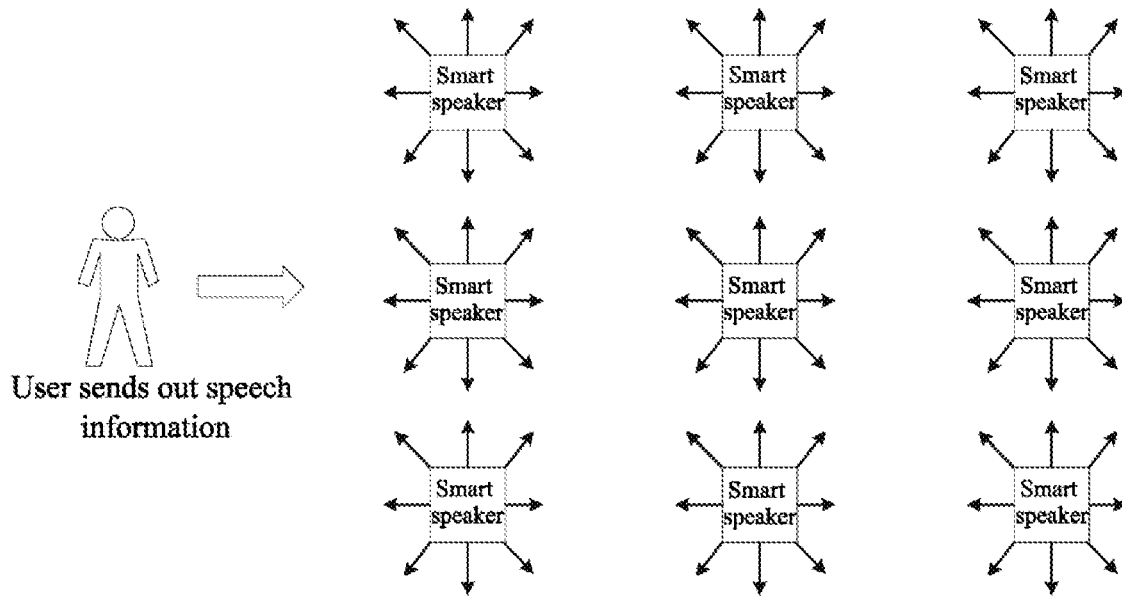 Smart
speaker
Smart
speaker
Smart
speaker
Smart
speaker
Smart
speaker
Smart
speaker
User sends out speech
information
Smart
speaker
Smart
speaker
Smart
speaker